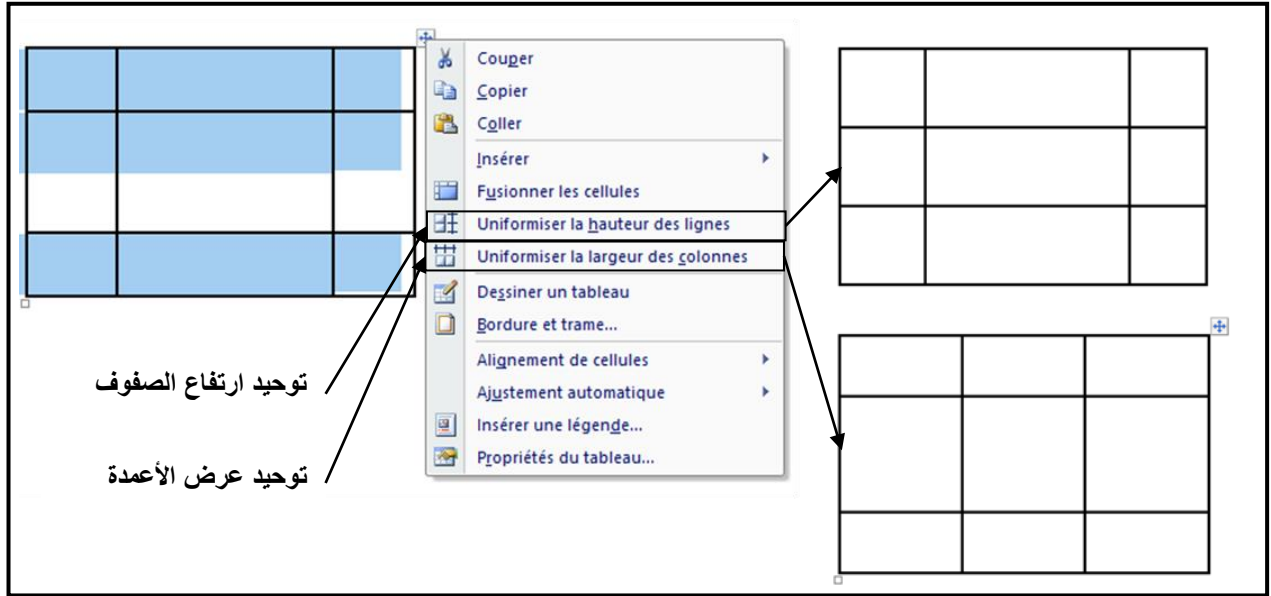 Couper
Copier
Coller
Insérer
Fusionner les cellules
Uniformiser la hauteur des lignes
Uniformiser la largeur des colonnes
Dessiner un tableau
Bordure et trame...
Alignement de cellules
Ajustement automatique
Insérer une légende...
Propriétés du tableau...
توحيد ارتفاع الصفوف
توحيد عرض الأعمدة